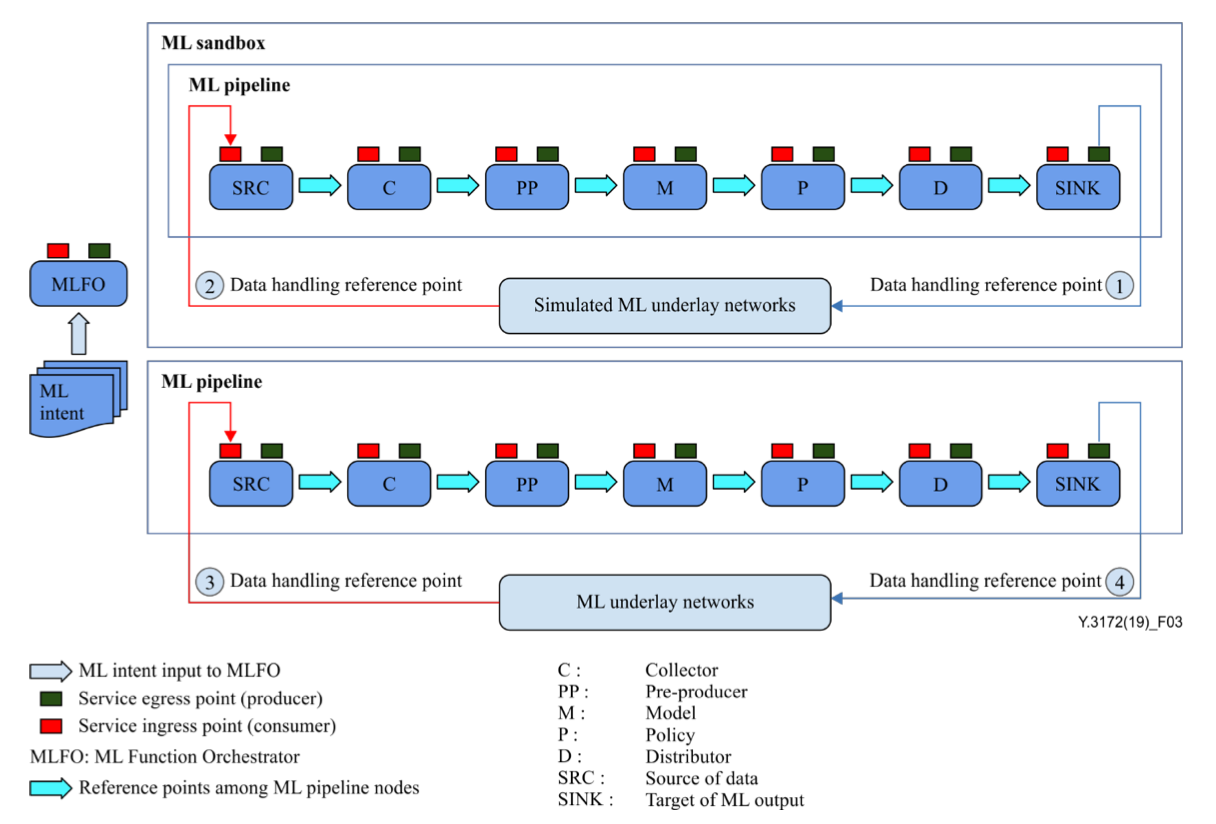 ML sandbox
ML pipeline
SRC
C
PP
M
P
D
SINK
2 Data handling reference point
Simulated ML underlay networks
Data handling reference point 1
MLFO
ML
intent
ML pipeline
SRC
C
PP
M
P
D
SINK
3 Data handling reference point
ML underlay networks
Data handling reference point 4
Y.3172(19)_F03
ML intent input to MLFO
Service egress point (producer)
Service ingress point (consumer)
MLFO: ML Function Orchestrator
Reference points among ML pipeline nodes
C : Collector
PP : Pre-producer
M : Model
P : Policy
D : Distributor
SRC : Source of data
SINK : Target of ML output